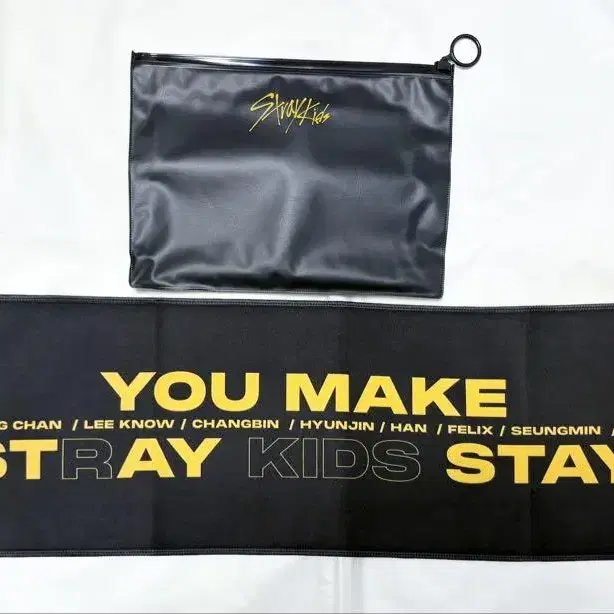 Stray Kids
YOU MAKE
G CHAN / LEE KNOW / CHANGBIN / HYUNJIN / HAN / FELIX / SEUNGMIN /
STRAY KIDS STAY